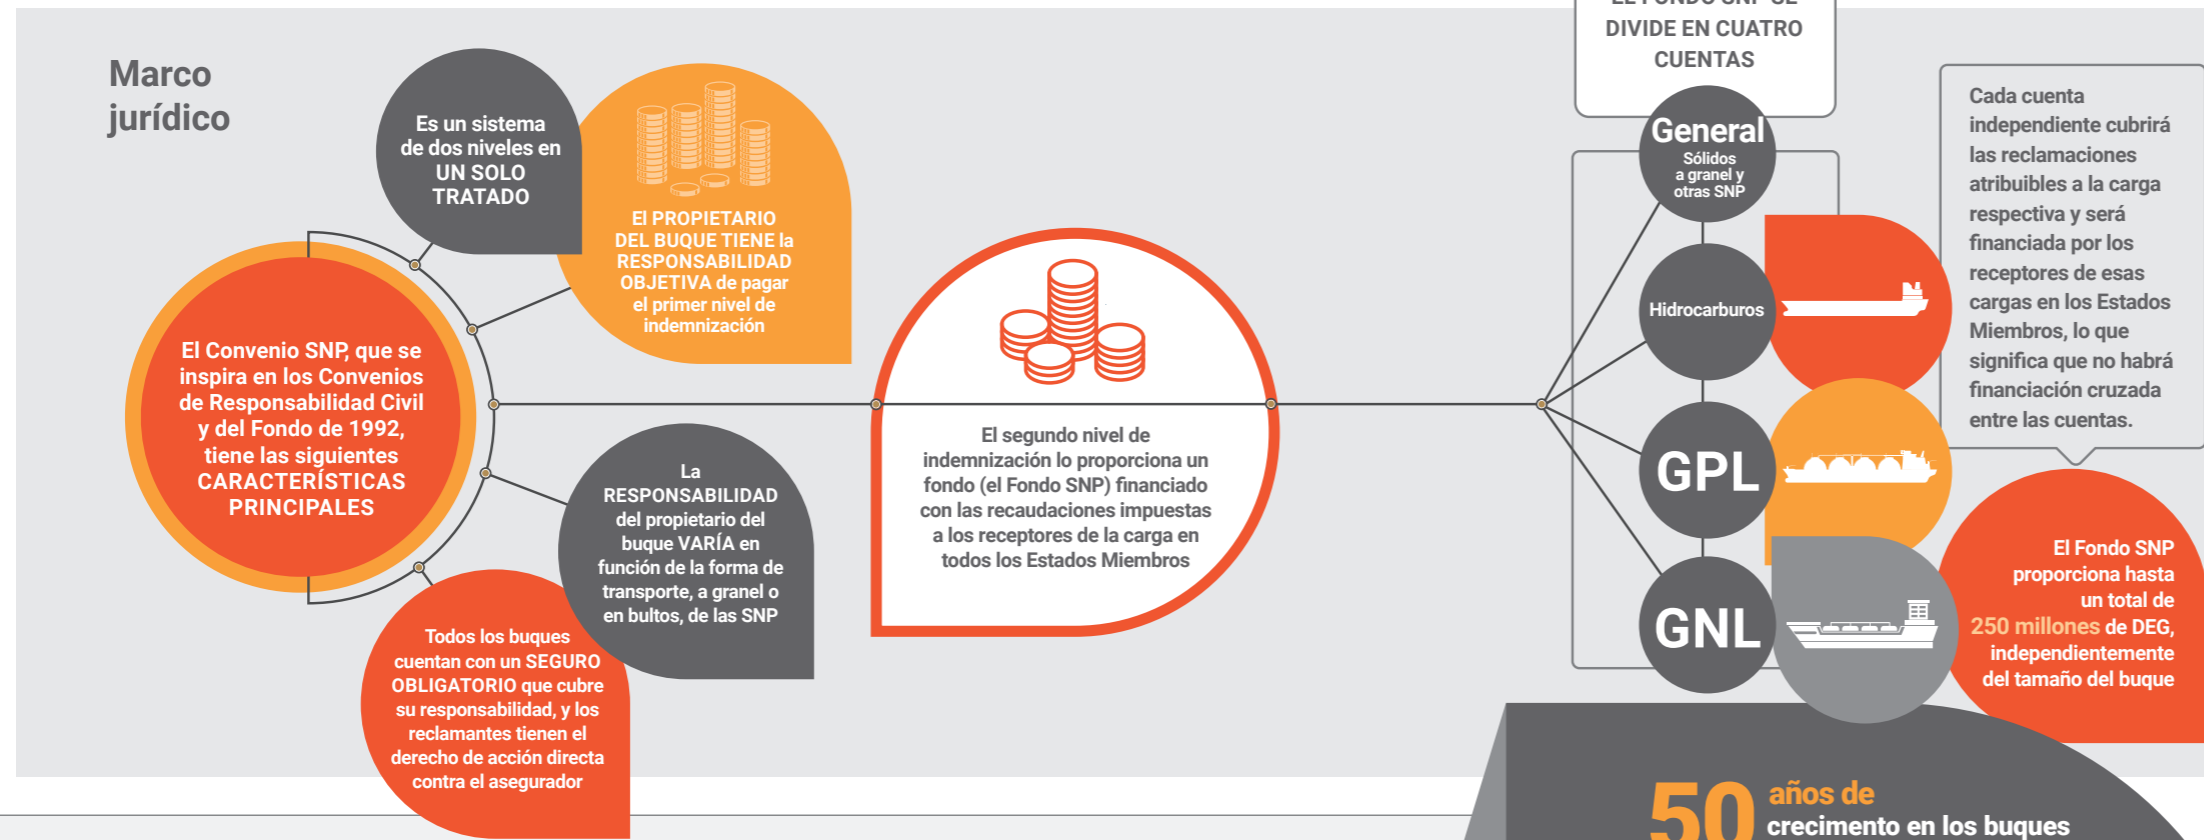 Marco
jurídico
Es un sistema
de dos niveles en
UN SOLO
TRATADO
El PROPIETARIO
DEL BUQUE TIENE la
RESPONSABILIDAD
OBJETIVA de pagar
el primer nivel de
indemnización
El Convenio SNP, que se
inspira en los Convenios
de Responsabilidad Civil
y del Fondo de 1992,
tiene las siguientes
CARACTERÍSTICAS
PRINCIPALES
La
RESPONSABILIDAD
del propietario del
buque VARÍA en
función de la forma de
transporte, a granel o
en bultos, de las SNP
Todos los buques
cuentan con un SEGURO
OBLIGATORIO que cubre
su responsabilidad, y los
reclamantes tienen el
derecho de acción directa
contra el asegurador
El segundo nivel de
indemnización lo proporciona un
fondo (el Fondo SNP) financiado
con las recaudaciones impuestas
a los receptores de la carga en
todos los Estados Miembros
EL FONDO SNP SE
DIVIDE EN CUATRO
CUENTAS
General
Sólidos
a granel y
otras SNP
Hidrocarburos
GPL
GNL
Cada cuenta
independiente cubrirá
las reclamaciones
atribuibles a la carga
respectiva y será
financiada por los
receptores de esas
cargas en los Estados
Miembros, lo que
significa que no habrá
financiación cruzada
entre las cuentas.
El Fondo SNP
proporciona hasta
un total de
250 millones de DEG,
independientemente
del tamaño del buque
50 años de
crecimento en los buques